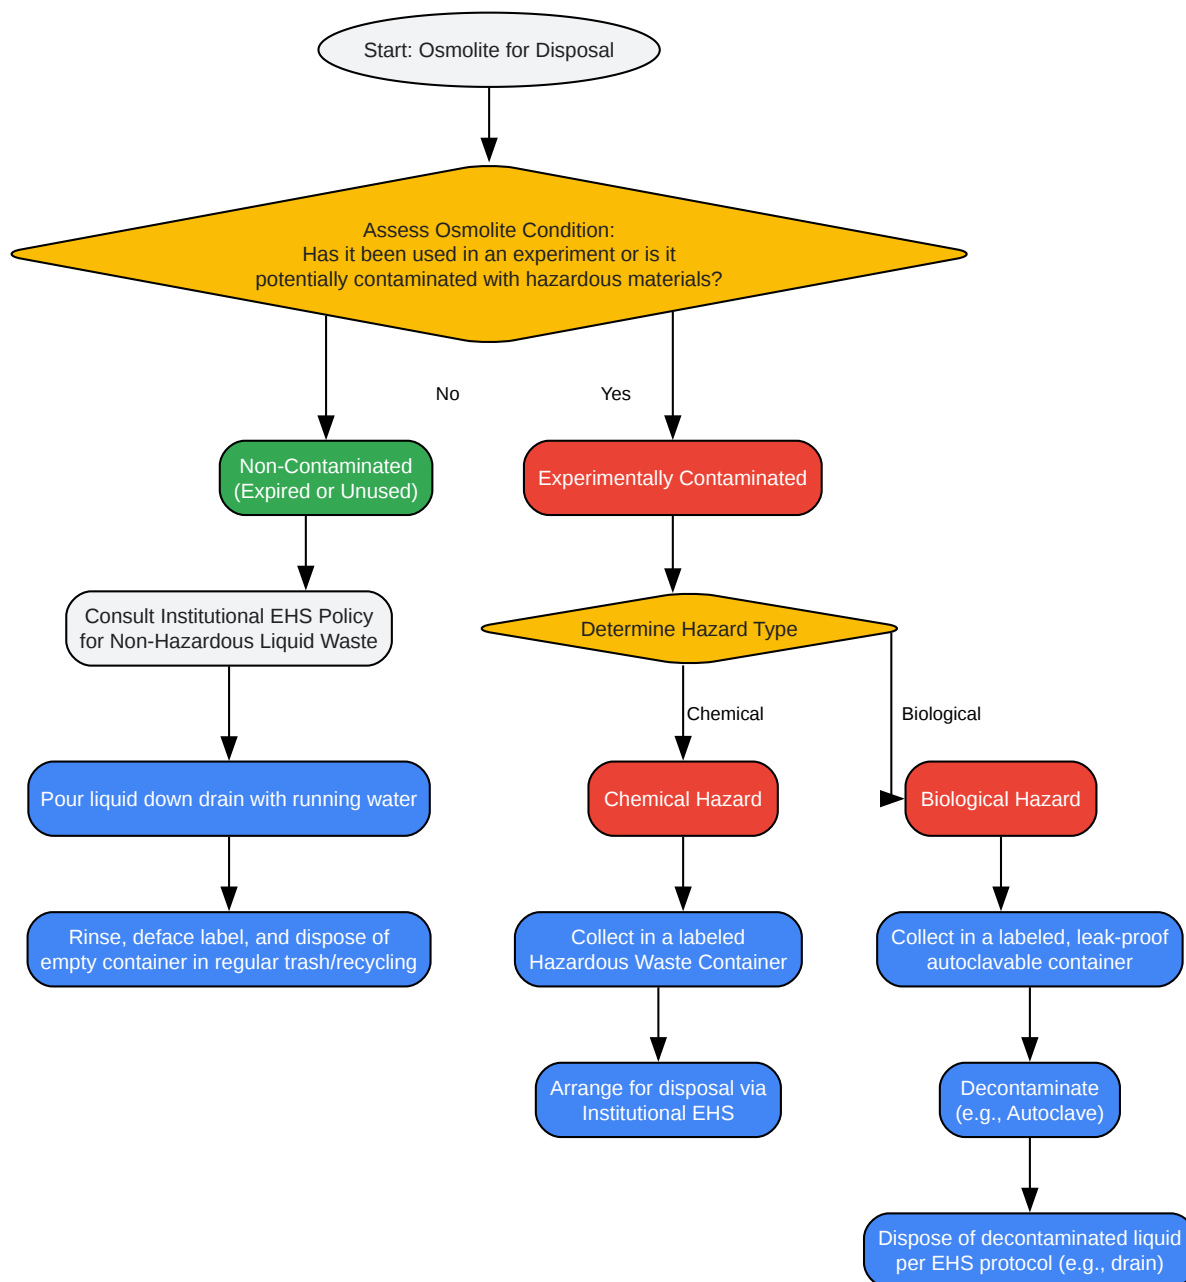 Start: Osmolite for Disposal
Assess Osmolite Condition:
Has it been used in an experiment or is it
potentially contaminated with hazardous materials?
No
Yes
Non-Contaminated
(Expired or Unused)
Experimentally Contaminated
Consult Institutional EHS Policy
for Non-Hazardous Liquid Waste
Determine Hazard Type
Chemical
Biological
Pour liquid down drain with running water
Chemical Hazard
Biological Hazard
Rinse, deface label, and dispose of
empty container in regular trash/recycling
Collect in a labeled
Hazardous Waste Container
Collect in a labeled, leak-proof
autoclavable container
Arrange for disposal via
Institutional EHS
Decontaminate
(e.g., Autoclave)
Dispose of decontaminated liquid
per EHS protocol (e.g., drain)